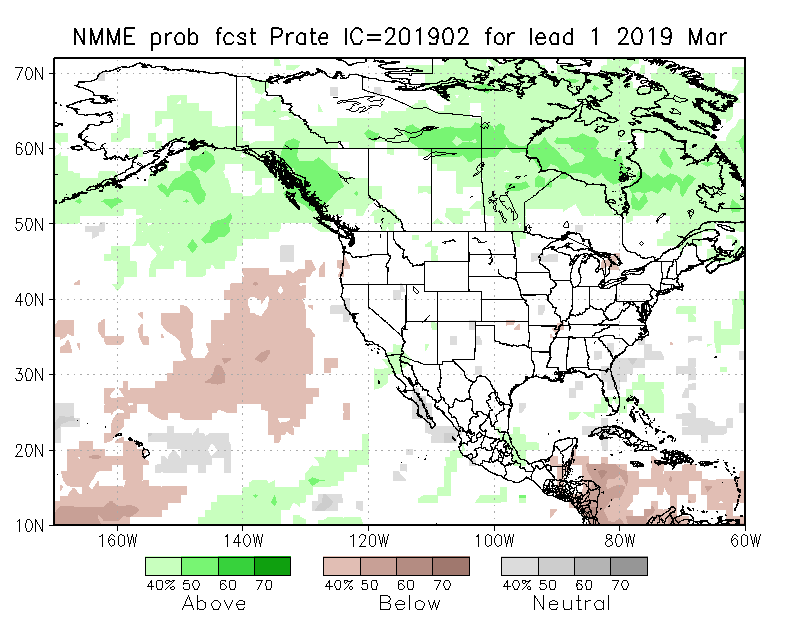 NMME prob fcst Prate IC=201902 for lead 1 2019 Mar
70N
60N
50N
40N
30N
20N
10N
160W 140W 120W 100W 80W 60W
40% 50 60 70 40% 50 60 70 40% 50 60 70
Above Below Neutral